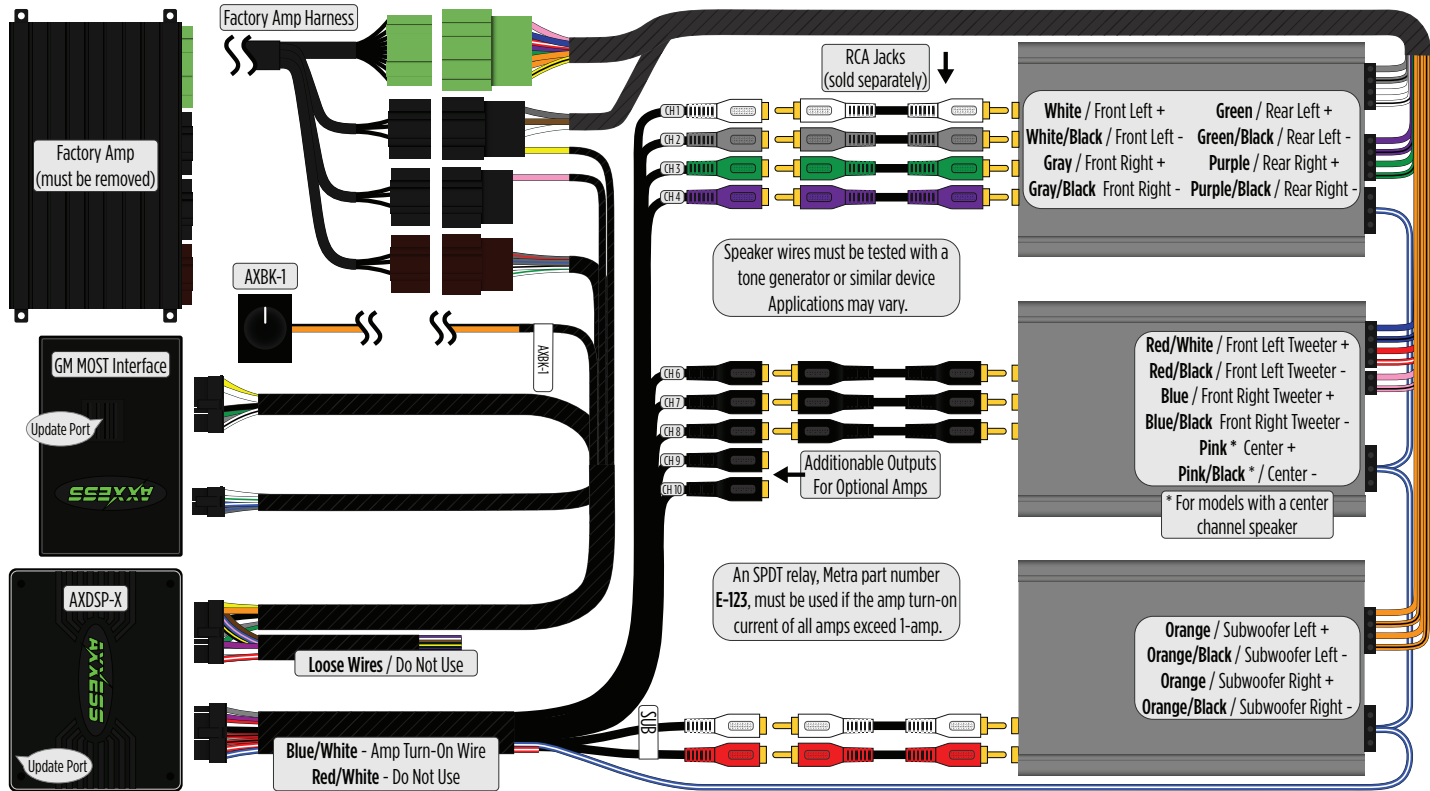 Factory Amp Harness
Factory Amp
(must be removed)
RCA Jacks
(sold separately)
CH 1
CH 2
CH 3
CH 4
White / Front Left +
White/Black / Front Left -
Gray / Front Right +
Gray/Black Front Right -
Green / Rear Left +
Green/Black / Rear Left -
Purple / Rear Right +
Purple/Black / Rear Right -
Speaker wires must be tested with a
tone generator or similar device
Applications may vary.
AXBK-1
AXBK-1
GM MOST Interface
Update Port
AXXESS
CH 6
CH 7
CH 8
CH 9
CH 10
Additionable Outputs
For Optional Amps
Red/White / Front Left Tweeter +
Red/Black / Front Left Tweeter -
Blue / Front Right Tweeter +
Blue/Black Front Right Tweeter -
Pink * Center +
Pink/Black * / Center -
* For models with a center
channel speaker
AXDSP-X
AXXESS
Update Port
Loose Wires / Do Not Use
An SPDT relay, Metra part number
E-123, must be used if the amp turn-on
current of all amps exceed 1-amp.
Orange / Subwoofer Left +
Orange/Black / Subwoofer Left -
Orange / Subwoofer Right +
Orange/Black / Subwoofer Right -
SUB
Blue/White - Amp Turn-On Wire
Red/White - Do Not Use